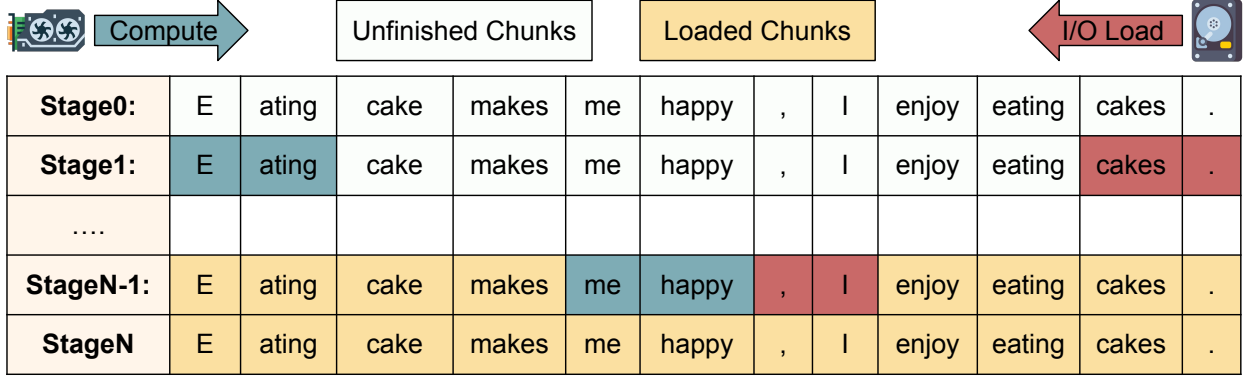 Compute Unfinished Chunks Loaded Chunks I/O Load
Stage0: E ating cake makes me happy , I enjoy eating cakes .
Stage1: E ating cake makes me happy , I enjoy eating cakes .
....
StageN-1: E ating cake makes me happy , I enjoy eating cakes .
StageN E ating cake makes me happy , I enjoy eating cakes .